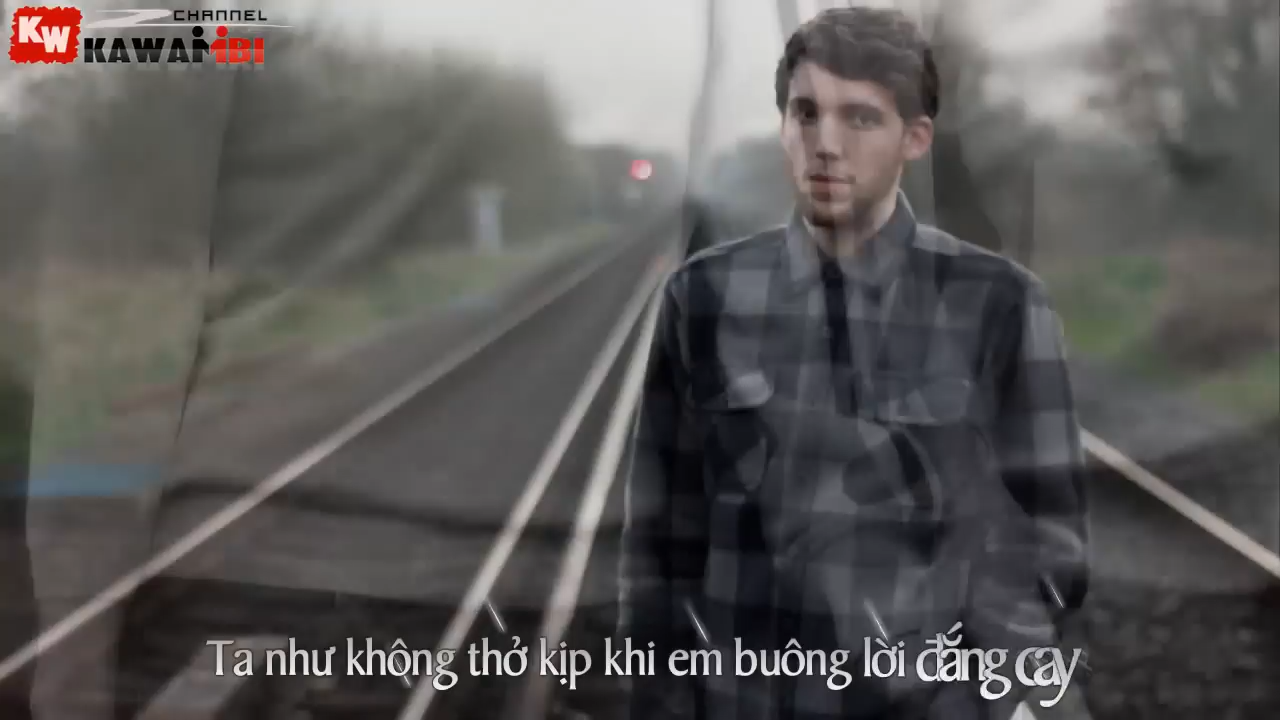 KW CHANNEL
KAWAIIBI
Ta như không thở kịp khi em buông lời đắng cay